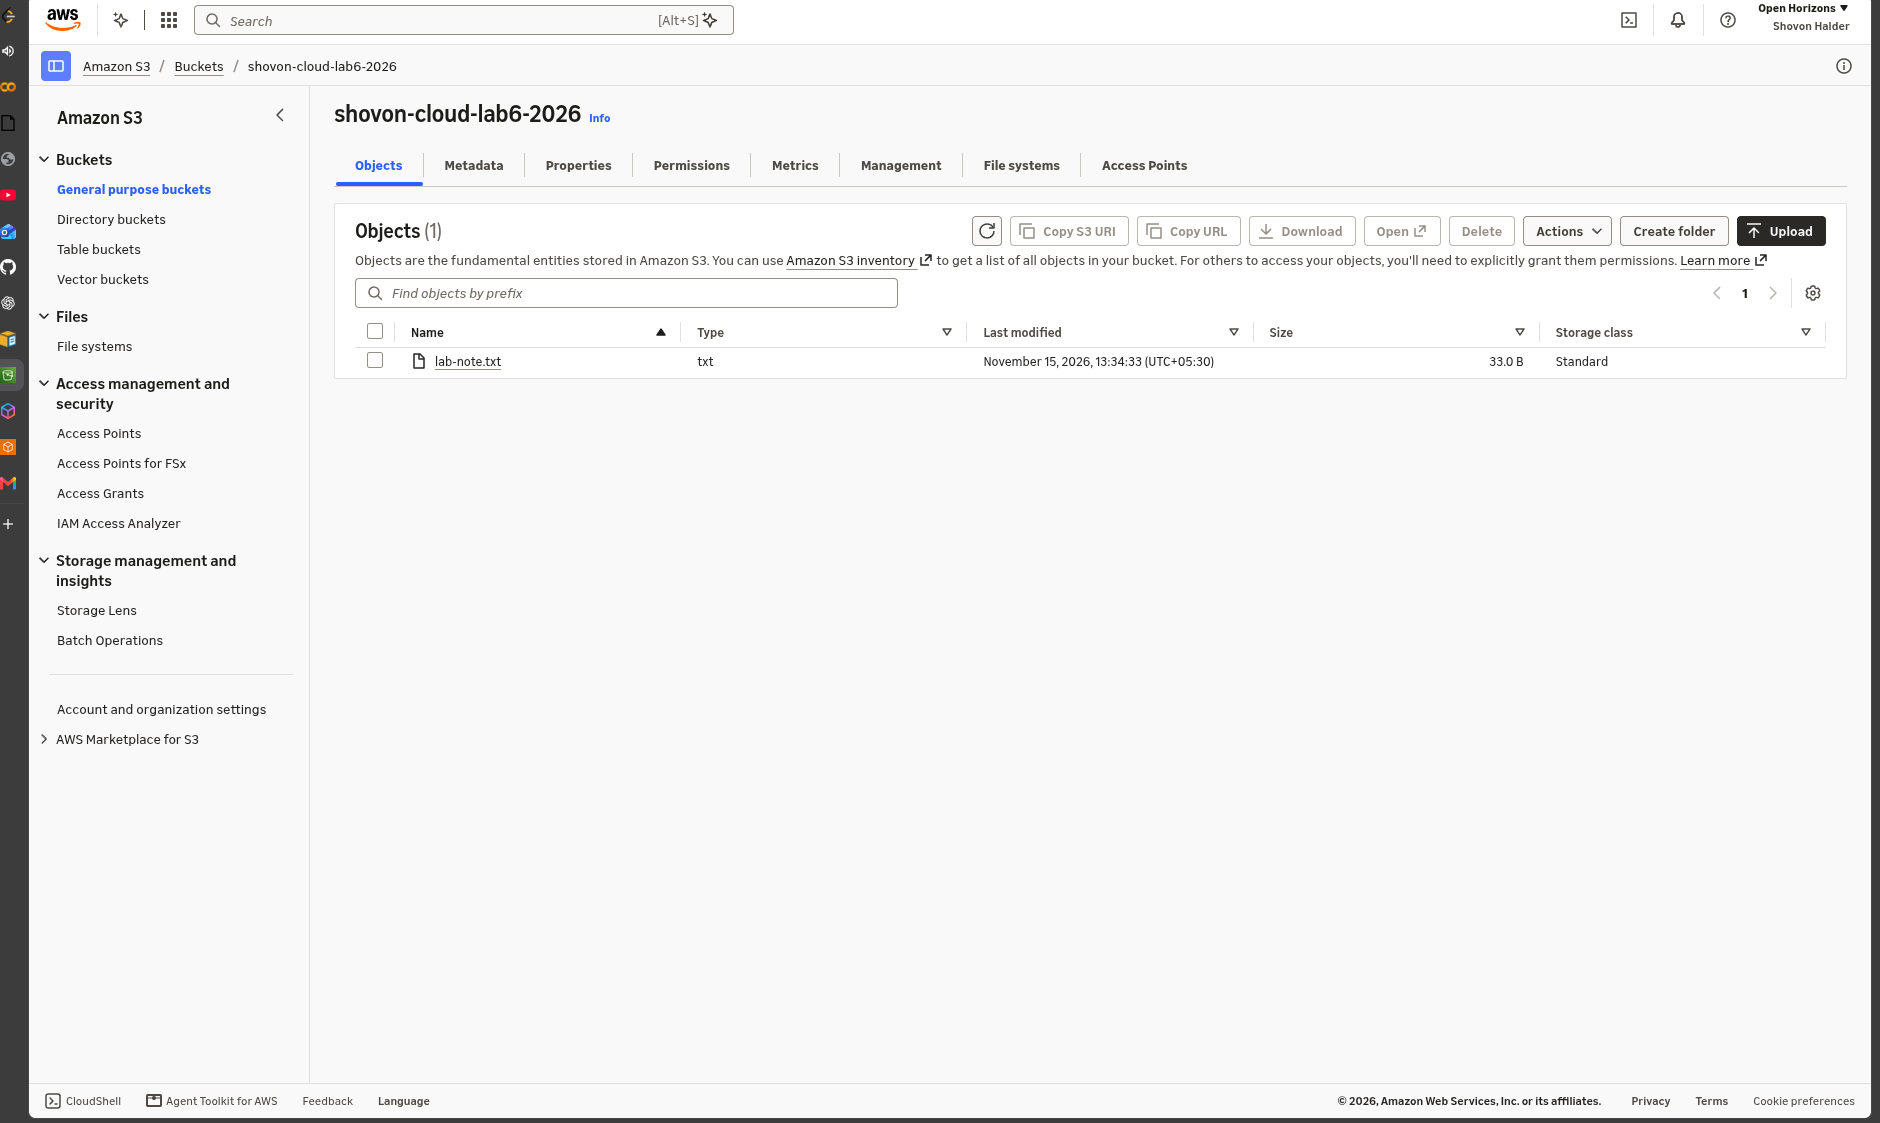 aws
Search [Alt+S]
Open Horizons
Shovon Halder
Amazon S3 / Buckets / shovon-cloud-lab6-2026
Amazon S3
Buckets
General purpose buckets
Directory buckets
Table buckets
Vector buckets
Files
File systems
Access management and
security
Access Points
Access Points for FSx
Access Grants
IAM Access Analyzer
Storage management and
insights
Storage Lens
Batch Operations
Account and organization settings
AWS Marketplace for S3
shovon-cloud-lab6-2026 Info
Objects Metadata Properties Permissions Metrics Management File systems Access Points
Objects (1) Copy S3 URI Copy URL Download Open Delete Actions Create folder Upload
Objects are the fundamental entities stored in Amazon S3. You can use Amazon S3 inventory to get a list of all objects in your bucket. For others to access your objects, you'll need to explicitly grant them permissions. Learn more
Find objects by prefix 1
Name Type Last modified Size Storage class
lab-note.txt txt November 15, 2026, 13:34:33 (UTC+05:30) 33.0 B Standard
CloudShell Agent Toolkit for AWS Feedback Language © 2026, Amazon Web Services, Inc. or its affiliates. Privacy Terms Cookie preferences